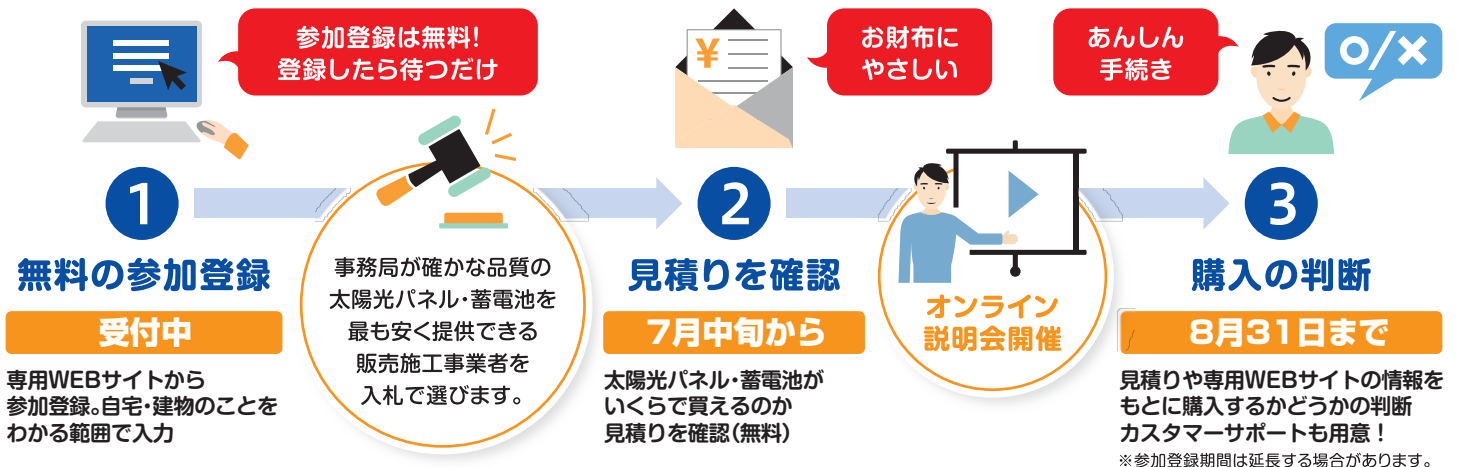 参加登録は無料!
登録したら待つだけ
1
無料の参加登録
受付中
専用WEBサイトから
参加登録。自宅・建物のことを
わかる範囲で入力
事務局が確かな品質の
太陽光パネル・蓄電池を
最も安く提供できる
販売施工事業者を
入札で選びます。
¥
お財布に
やさしい
2
見積りを確認
7月中旬から
太陽光パネル・蓄電池が
いくらで買えるのか
見積りを確認(無料)
オンライン
説明会開催
あんしん
手続き
○/×
3
購入の判断
8月31日まで
見積りや専用WEBサイトの情報を
もとに購入するかどうかの判断
カスタマーサポートも用意！
※参加登録期間は延長する場合があります。